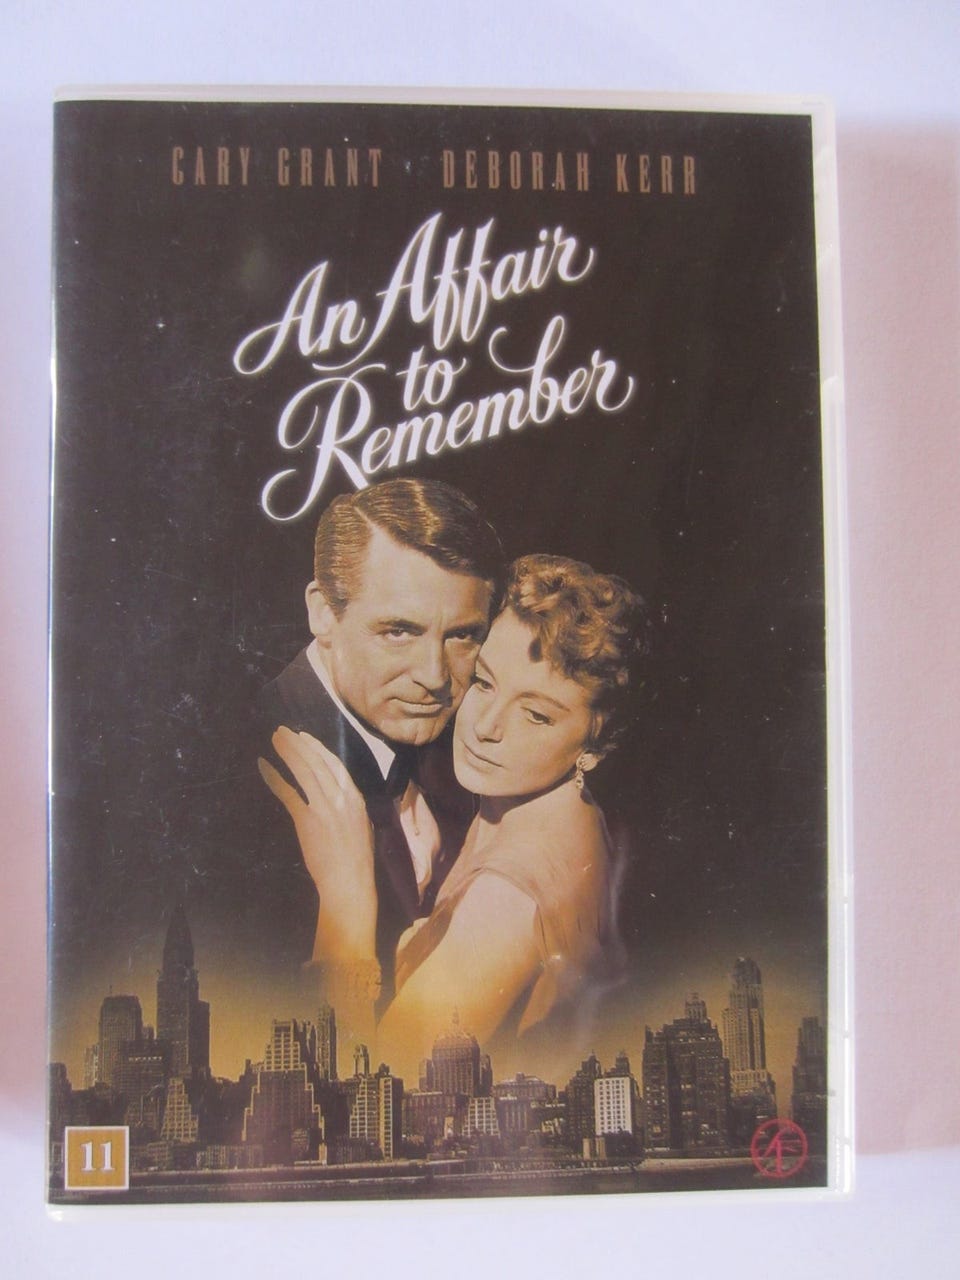 CARY GRANT · DEBORAH KERR
An Affair
to
Remember
11